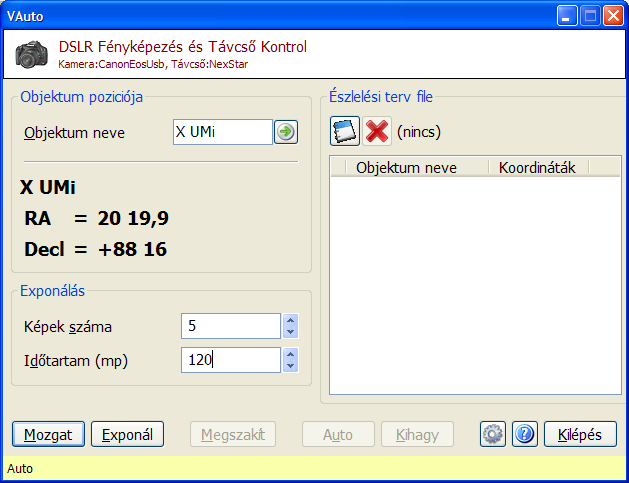 VAuto
DSLR Fényképezés és Távcső Kontrol
Kamera:CanonEosUsb, Távcső:NexStar
Objektum poziciója
Objektum neve X UMi
X UMi
RA = 20 19,9
Decl = +88 16
Exponálás
Képek száma 5
Időtartam (mp) 120
Észlelési terv file
(nincs)
Objektum neve Koordináták
Mozgat Exponál Megszakít Auto Kihagy Kilépés
Auto